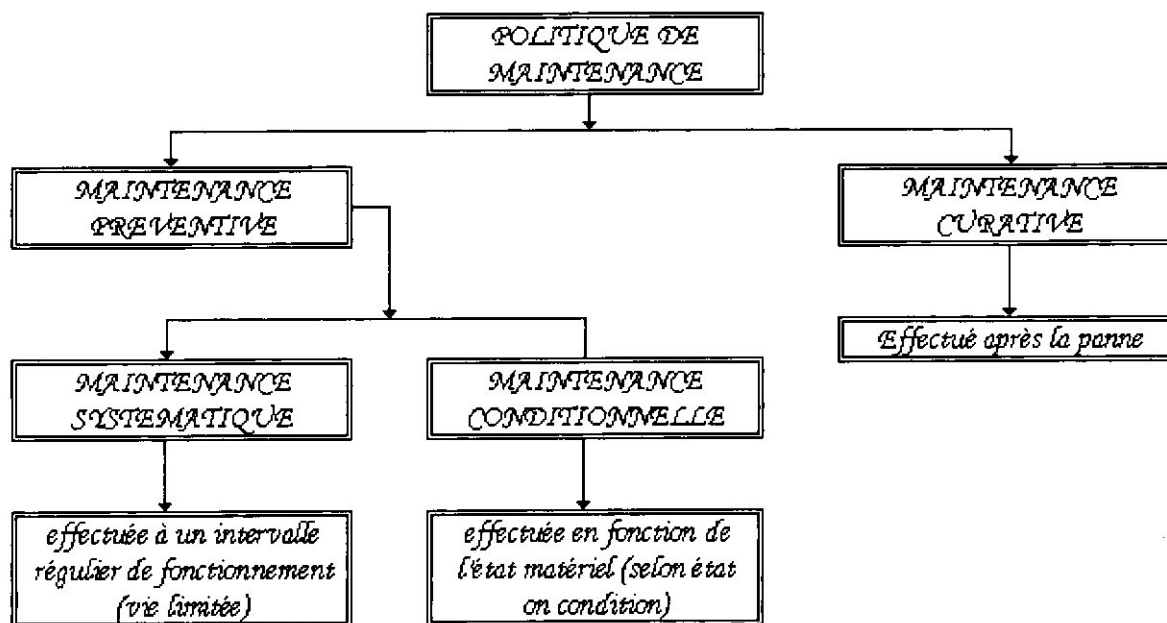 POLITIQUE DE
MAINTENANCE
MAINTENANCE
PREVENTIVE
MAINTENANCE
CURATIVE
Effectué après la panne
MAINTENANCE
SYSTEMATIQUE
MAINTENANCE
CONDITIONNELLE
effectuée à un intervalle
régulier de fonctionnement
(vie limitée)
effectuée en fonction de
l'état matériel (selon état
on condition)